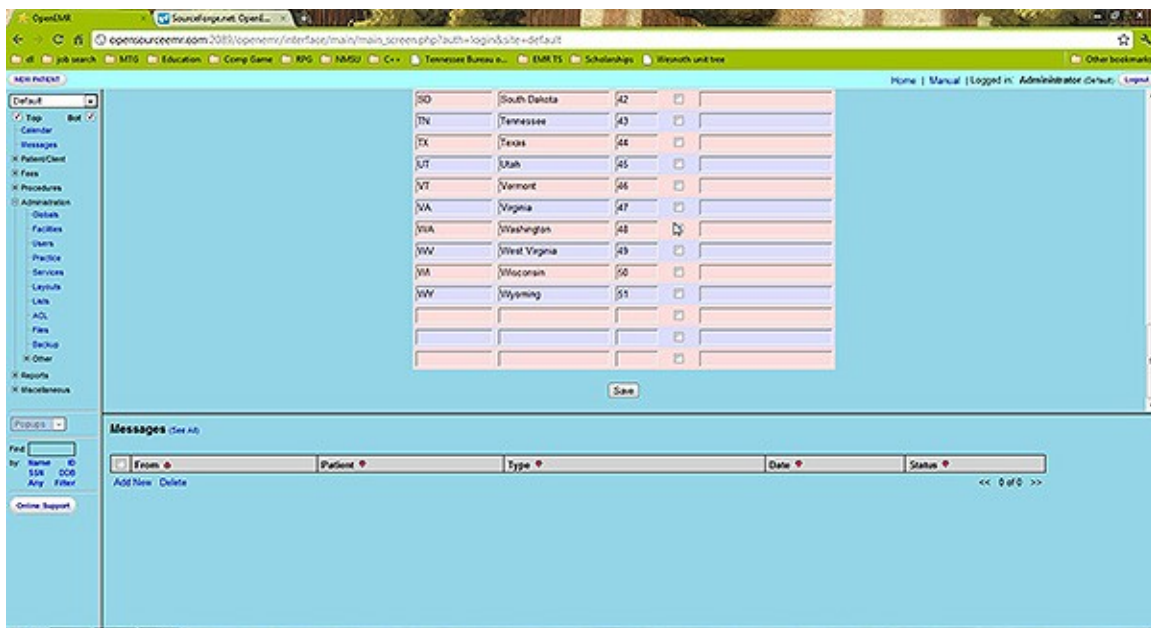 OpenEMR
SourceForge.net: OpenE...
opensourceemr.com:2089/openemr/interface/main/main_screen.php?auth=login&site=default
dl job search MTG Education Comp Game RPG NMSU C++ Tennessee Bureau o... EMR TS Scholarships Wesnoth unit tree Other bookmarks
NEW PATIENT Home | Manual | Logged in: Administrator (Default) Logout
Default
Top Bot
Calendar
Messages
Patient/Client
Fees
Procedures
Administration
Globals
Facilities
Users
Practice
Services
Layouts
Lists
ACL
Files
Backup
Other
Reports
Miscellaneous
Popups
Find
by: Name ID
SSN DOB
Any Filter
Online Support
SD South Dakota 42
TN Tennessee 43
TX Texas 44
UT Utah 45
VT Vermont 46
VA Virginia 47
WA Washington 48
WV West Virginia 49
WI Wisconsin 50
WY Wyoming 51
Save
Messages (See All)
From Patient Type Date Status
Add New Delete << 0 of 0 >>